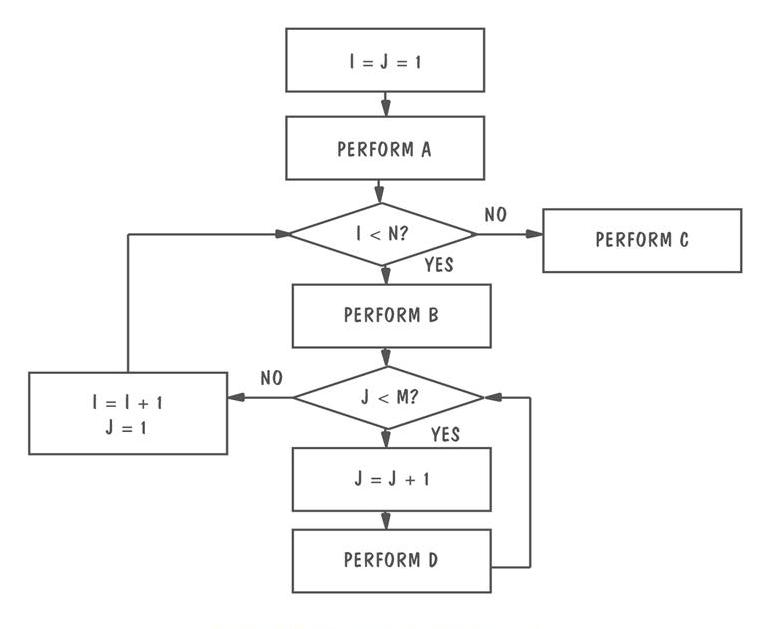 I = J = 1
PERFORM A
I < N?
NO
PERFORM C
YES
PERFORM B
NO
J < M?
I = I + 1
J = 1
YES
J = J + 1
PERFORM D